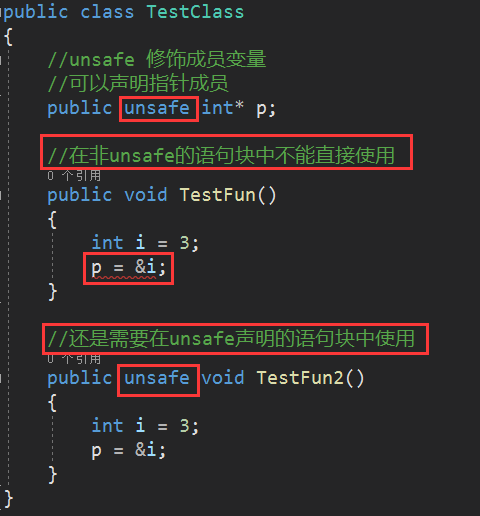 public class TestClass
{
//unsafe 修饰成员变量
//可以声明指针成员
public unsafe int* p;
//在非unsafe的语句块中不能直接使用
0 个引用
public void TestFun()
{
int i = 3;
p = &i;
}
//还是需要在unsafe声明的语句块中使用
0 个引用
public unsafe void TestFun2()
{
int i = 3;
p = &i;
}
}